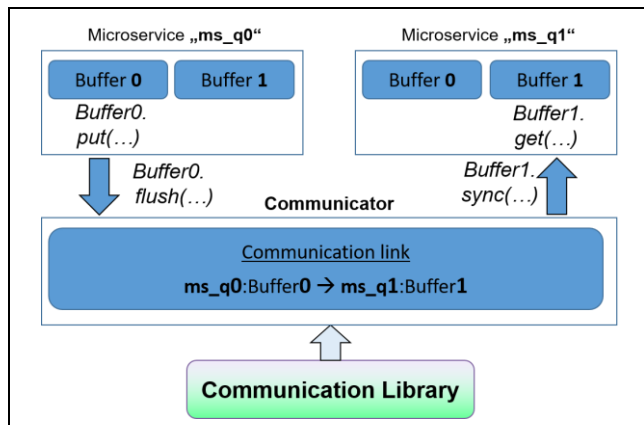 Microservice „ms_q0“
Microservice „ms_q1“
Buffer 0
Buffer 1
Buffer 0
Buffer 1
Buffer0.
put(…)
Buffer1.
get(…)
Buffer0.
flush(…)
Buffer1.
sync(…)
Communicator
Communication link
ms_q0:Buffer0 → ms_q1:Buffer1
Communication Library